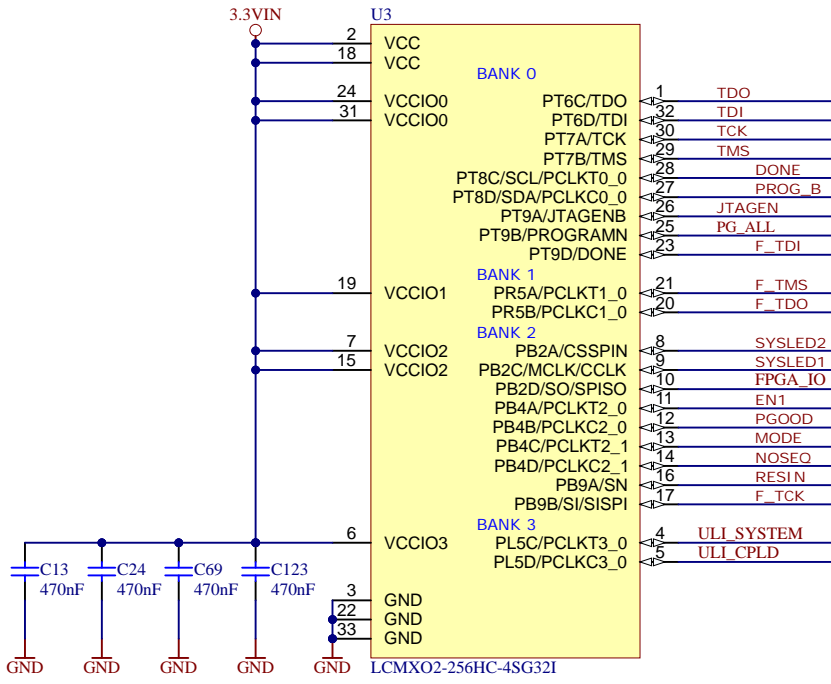 3.3VIN U3
2 VCC
18 VCC
BANK 0
24 VCCIO0 PT6C/TDO 1 TDO
31 VCCIO0 PT6D/TDI 32 TDI
PT7A/TCK 30 TCK
PT7B/TMS 29 TMS
PT8C/SCL/PCLKT0_0 28 DONE
PT8D/SDA/PCLKC0_0 27 PROG_B
PT9A/JTAGENB 26 JTAGEN
PT9B/PROGRAMN 25 PG_ALL
PT9D/DONE 23 F_TDI
BANK 1
19 VCCIO1 PR5A/PCLKT1_0 21 F_TMS
PR5B/PCLKC1_0 20 F_TDO
BANK 2
7 VCCIO2 PB2A/CSSPIN 8 SYSLED2
15 VCCIO2 PB2C/MCLK/CCLK 9 SYSLED1
PB2D/SO/SPISO 10 FPGA_IO
PB4A/PCLKT2_0 11 EN1
PB4B/PCLKC2_0 12 PGOOD
PB4C/PCLKT2_1 13 MODE
PB4D/PCLKC2_1 14 NOSEQ
PB9A/SN 16 RESIN
PB9B/SI/SISPI 17 F_TCK
BANK 3
6 VCCIO3 PL5C/PCLKT3_0 4 ULI_SYSTEM
PL5D/PCLKC3_0 5 ULI_CPLD
C13 C24 C69 C123
470nF 470nF 470nF 470nF
3 GND
22 GND
33 GND
GND GND GND GND GND LCMXO2-256HC-4SG32I